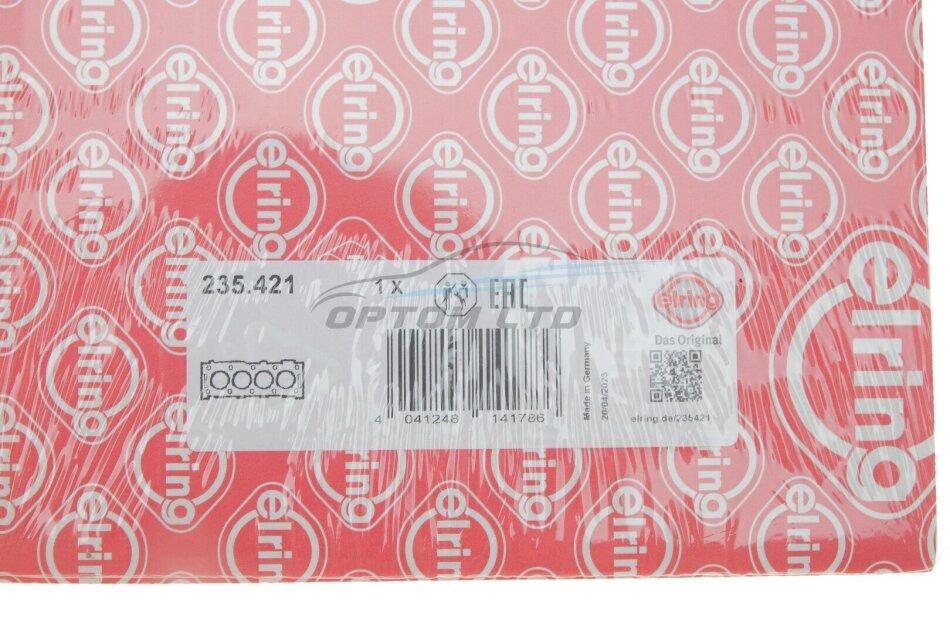 235.421
1 X
EAC
elring
Das Original
OPTOM LTD
4 041248 141786
Made in Germany
20/04/2023
elring.de/235421
elring